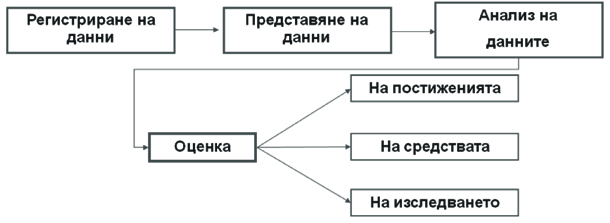 Регистриране на
данни
Представяне на
данни
Анализ на
данните
На постиженията
Оценка
На средствата
На изследването